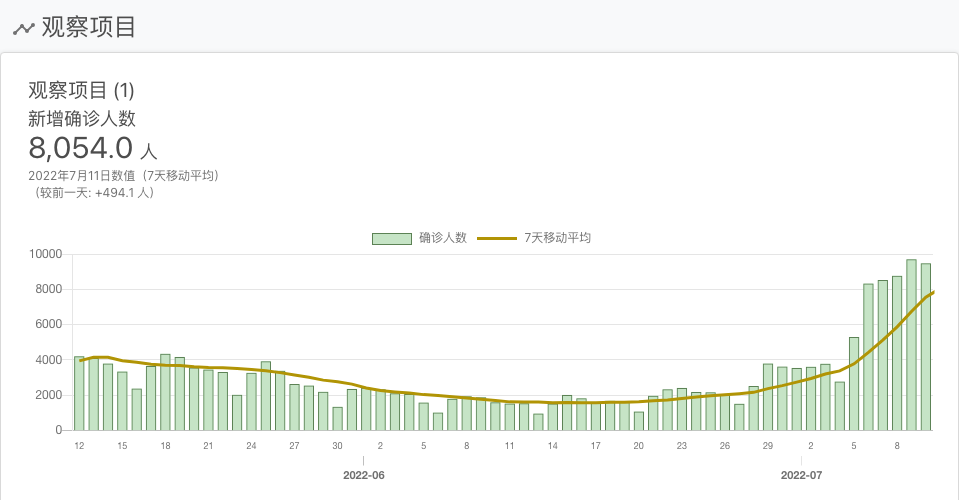 观察项目
观察项目 (1)
新增确诊人数
8,054.0 人
2022年7月11日数值（7天移动平均）
（较前一天: +494.1 人）
确诊人数 7天移动平均
10000
8000
6000
4000
2000
0
12 15 18 21 24 27 30 2 5 8 11 14 17 20 23 26 29 2 5 8
2022-06 2022-07